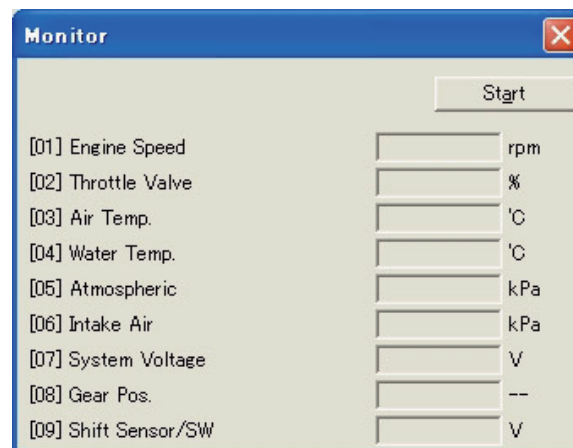 Monitor
Start
[01] Engine Speed rpm
[02] Throttle Valve %
[03] Air Temp. 'C
[04] Water Temp. 'C
[05] Atmospheric kPa
[06] Intake Air kPa
[07] System Voltage V
[08] Gear Pos. --
[09] Shift Sensor/SW V